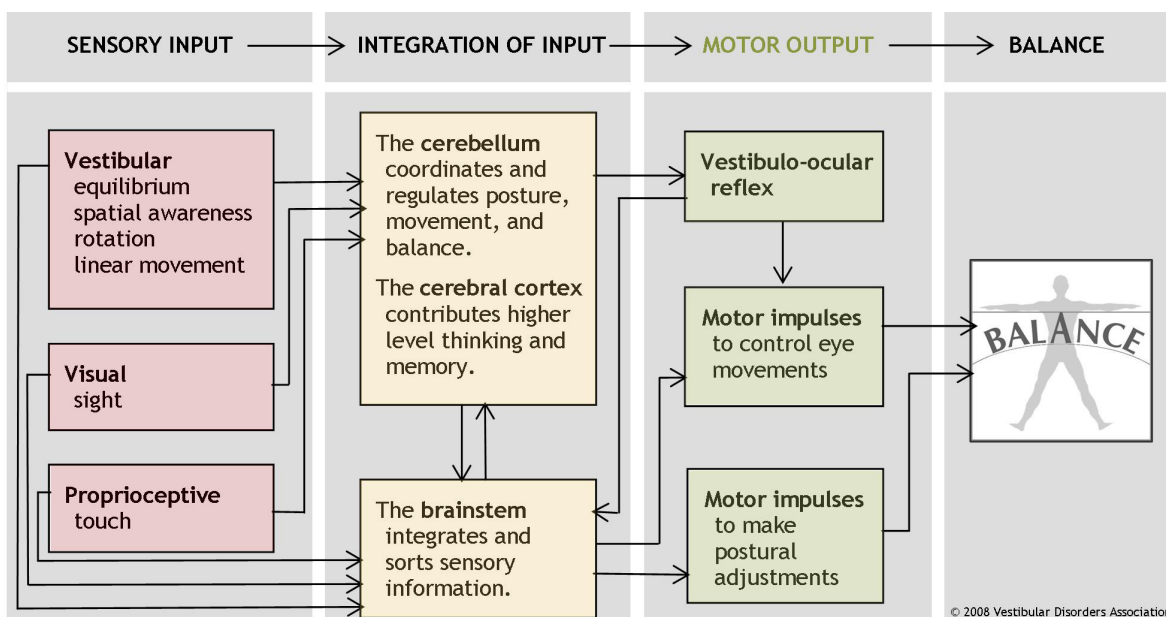 SENSORY INPUT
INTEGRATION OF INPUT
MOTOR OUTPUT
BALANCE
Vestibular
equilibrium
spatial awareness
rotation
linear movement
Visual
sight
Proprioceptive
touch
The cerebellum
coordinates and
regulates posture,
movement, and
balance.
The cerebral cortex
contributes higher
level thinking and
memory.
The brainstem
integrates and
sorts sensory
information.
Vestibulo-ocular
reflex
Motor impulses
to control eye
movements
Motor impulses
to make
postural
adjustments
BALANCE
© 2008 Vestibular Disorders Association